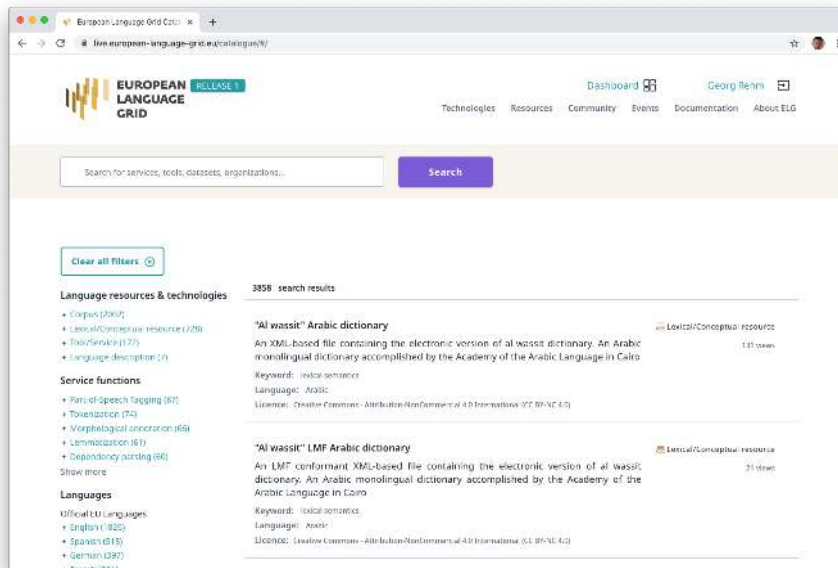 European Language Grid Cata
live.european-language-grid.eu/catalogue/#/
EUROPEAN RELEASE 1
LANGUAGE
GRID
Dashboard
Georg Rehm
Technologies Resources Community Events Documentation About ELG
Search for services, tools, datasets, organizations...
Search
Clear all filters
3858 search results
Language resources & technologies
+ Corpus
+ Lexical/Conceptual resource (728)
+ Tool/Service (172)
+ Language description (7)
Service functions
+ Part-of-Speech Tagging (87)
+ Tokenization (74)
+ Morphological annotation (66)
+ Lemmatization (61)
+ Dependency parsing (60)
Show more
Languages
Official EU Languages
+ English (1826)
+ Spanish (515)
+ German (397)
"Al wassit" Arabic dictionary
Lexical/Conceptual resource
An XML-based file containing the electronic version of al wassit dictionary. An Arabic
monolingual dictionary accomplished by the Academy of the Arabic Language in Cairo
views
Keyword: lexical-semantics
Language: Arabic
Licence: Creative Commons - Attribution-NonCommercial 4.0 International (CC BY-NC 4.0)
"Al wassit" LMF Arabic dictionary
Lexical/Conceptual resource
An LMF conformant XML-based file containing the electronic version of al wassit
dictionary. An Arabic monolingual dictionary accomplished by the Academy of the
Arabic Language in Cairo
21 views
Keyword: lexical-semantics
Language: Arabic
Licence: Creative Commons - Attribution-NonCommercial 4.0 International (CC BY-NC 4.0)